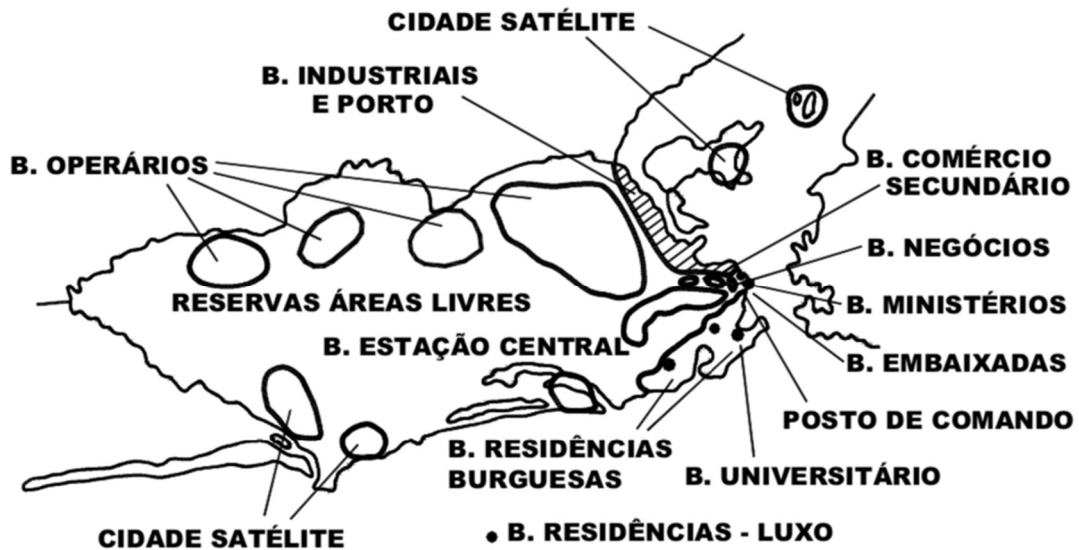 CIDADE SATÉLITE
B. INDUSTRIAIS
E PORTO
B. OPERÁRIOS
B. COMÉRCIO
SECUNDÁRIO
B. NEGÓCIOS
RESERVAS ÁREAS LIVRES
B. MINISTÉRIOS
B. ESTAÇÃO CENTRAL
B. EMBAIXADAS
POSTO DE COMANDO
B. RESIDÊNCIAS
BURGUESAS
B. UNIVERSITÁRIO
CIDADE SATÉLITE
B. RESIDÊNCIAS - LUXO